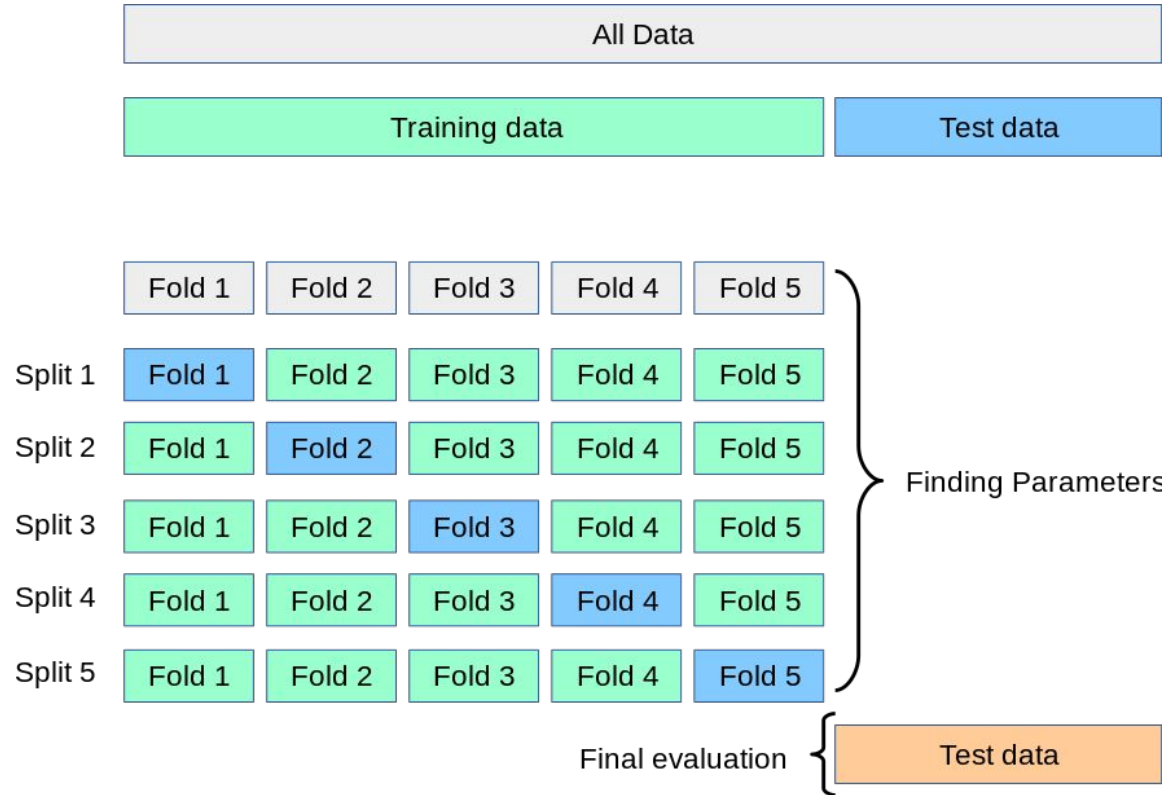 All Data
Training data Test data
Fold 1 Fold 2 Fold 3 Fold 4 Fold 5
Split 1 Fold 1 Fold 2 Fold 3 Fold 4 Fold 5
Split 2 Fold 1 Fold 2 Fold 3 Fold 4 Fold 5
Finding Parameters
Split 3 Fold 1 Fold 2 Fold 3 Fold 4 Fold 5
Split 4 Fold 1 Fold 2 Fold 3 Fold 4 Fold 5
Split 5 Fold 1 Fold 2 Fold 3 Fold 4 Fold 5
Final evaluation Test data